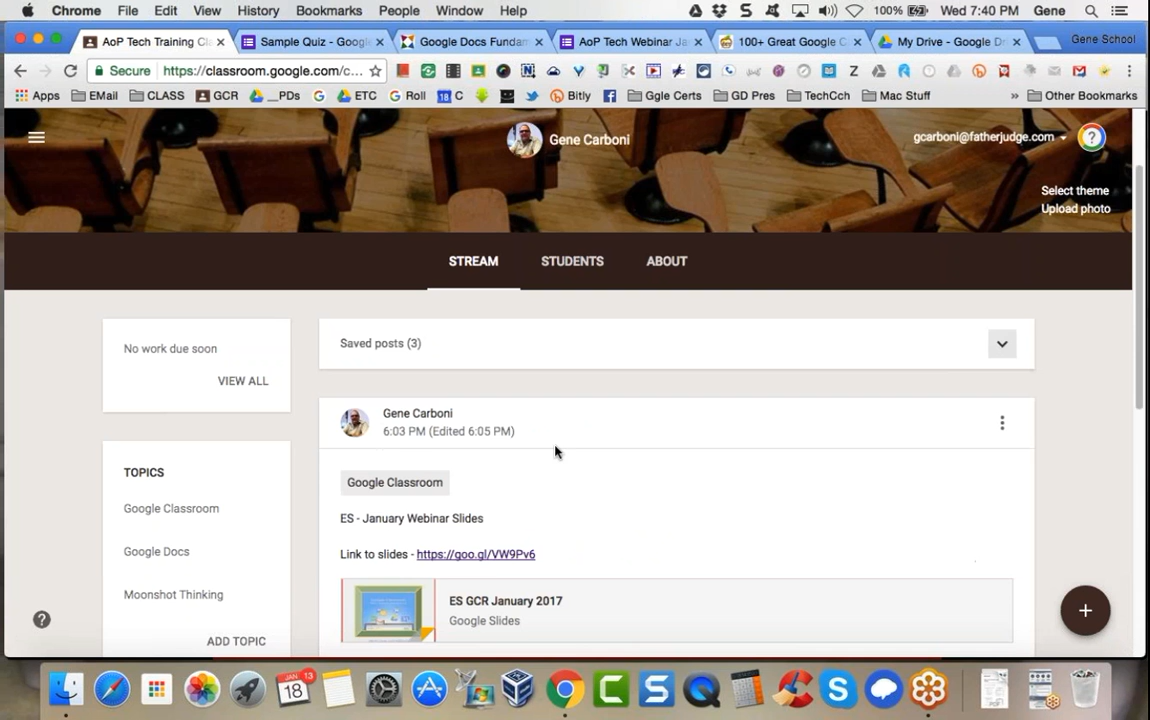 Chrome File Edit View History Bookmarks People Window Help 100% Wed 7:40 PM Gene
AoP Tech Training Cl Sample Quiz - Googl Google Docs Fundam AoP Tech Webinar Ja 100+ Great Google C My Drive - Google Dr Gene School
Secure https://classroom.google.com/c...
Apps EMail CLASS GCR __PDs ETC Roll C Bitly Ggle Certs GD Pres TechCch Mac Stuff » Other Bookmarks
Gene Carboni gcarboni@fatherjudge.com
Select theme
Upload photo
STREAM STUDENTS ABOUT
No work due soon
VIEW ALL
Saved posts (3)
Gene Carboni
6:03 PM (Edited 6:05 PM)
TOPICS
Google Classroom
Google Docs
Moonshot Thinking
ADD TOPIC
Google Classroom
ES - January Webinar Slides
Link to slides - https://goo.gl/VW9Pv6
ES GCR January 2017
Google Slides
JAN 13
18